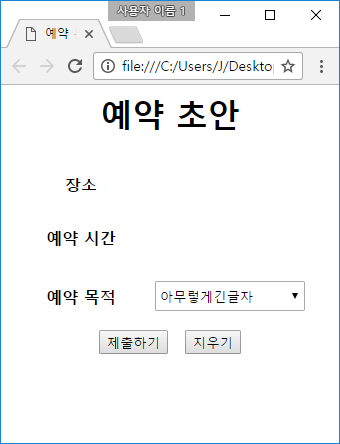 사용자 이름 1
예약
file:///C:/Users/J/Deskto
예약 초안
장소
예약 시간
예약 목적 아무렇게긴글자
제출하기 지우기